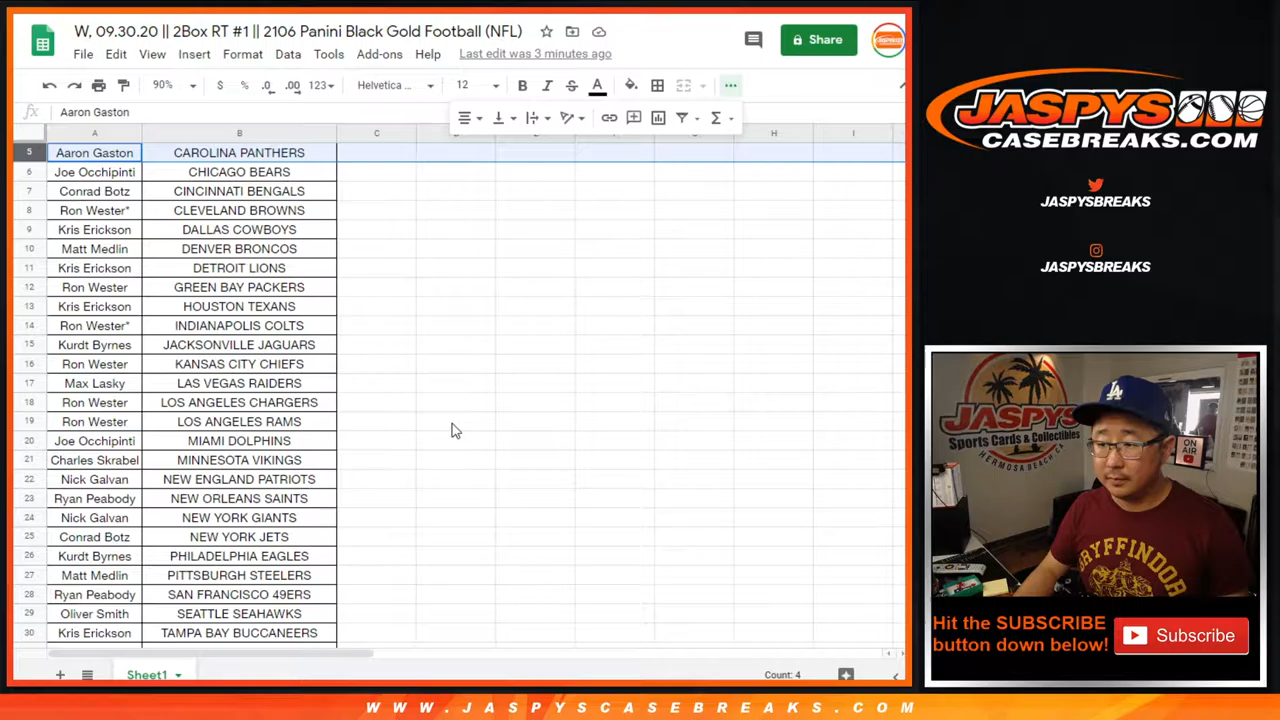 W, 09.30.20 || 2Box RT #1 || 2106 Panini Black Gold Football (NFL)
File Edit View Insert Format Data Tools Add-ons Help Last edit was 3 minutes ago
Share
90% $ % .0 .00 123 Helvetica ... 12 B I S A
fx Aaron Gaston
A B C H I
5 Aaron Gaston CAROLINA PANTHERS
6 Joe Occhipinti CHICAGO BEARS
7 Conrad Botz CINCINNATI BENGALS
8 Ron Wester* CLEVELAND BROWNS
9 Kris Erickson DALLAS COWBOYS
10 Matt Medlin DENVER BRONCOS
11 Kris Erickson DETROIT LIONS
12 Ron Wester GREEN BAY PACKERS
13 Kris Erickson HOUSTON TEXANS
14 Ron Wester* INDIANAPOLIS COLTS
15 Kurdt Byrnes JACKSONVILLE JAGUARS
16 Ron Wester KANSAS CITY CHIEFS
17 Max Lasky LAS VEGAS RAIDERS
18 Ron Wester LOS ANGELES CHARGERS
19 Ron Wester LOS ANGELES RAMS
20 Joe Occhipinti MIAMI DOLPHINS
21 Charles Skrabel MINNESOTA VIKINGS
22 Nick Galvan NEW ENGLAND PATRIOTS
23 Ryan Peabody NEW ORLEANS SAINTS
24 Nick Galvan NEW YORK GIANTS
25 Conrad Botz NEW YORK JETS
26 Kurdt Byrnes PHILADELPHIA EAGLES
27 Matt Medlin PITTSBURGH STEELERS
28 Ryan Peabody SAN FRANCISCO 49ERS
29 Oliver Smith SEATTLE SEAHAWKS
30 Kris Erickson TAMPA BAY BUCCANEERS
Sheet1 Count: 4
JASPYS
CASEBREAKS.COM
JASPYSBREAKS
JASPYSBREAKS
JASPYS
Sports Cards & Collectibles
HERMOSA BEACH, CA
ON
AIR
LA
GRYFFINDOR
Hit the SUBSCRIBE
button down below!
Subscribe
WWW.JASPYSCASEBREAKS.COM